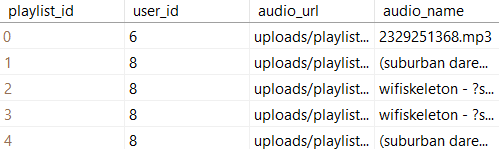 playlist_id user_id audio_url audio_name
0 6 uploads/playlist... 2329251368.mp3
1 8 uploads/playlist... (suburban dare...
2 8 uploads/playlist... wifiskeleton - ?s...
3 8 uploads/playlist... wifiskeleton - ?s...
4 8 uploads/playlist... (suburban dare...